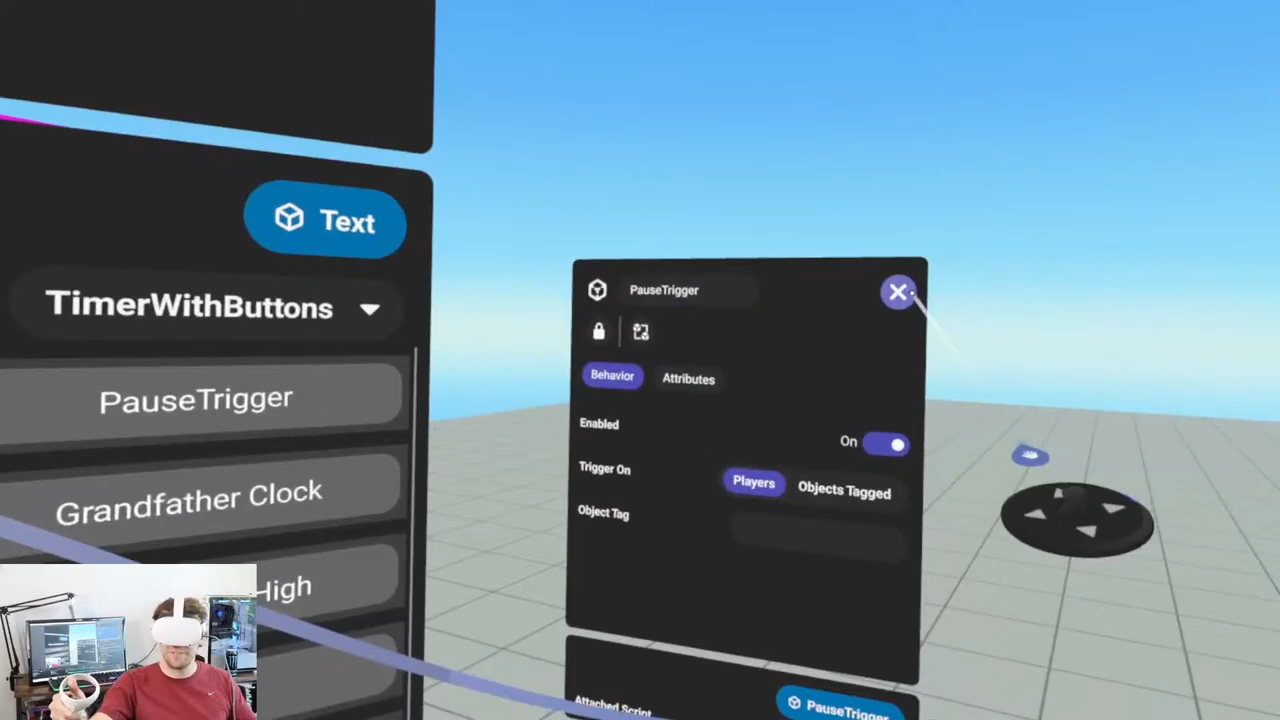 Text
TimerWithButtons
PauseTrigger
Grandfather Clock
High
PauseTrigger
Behavior
Attributes
Enabled
On
Trigger On
Players
Objects Tagged
Object Tag
Attached Script
PauseTrigger